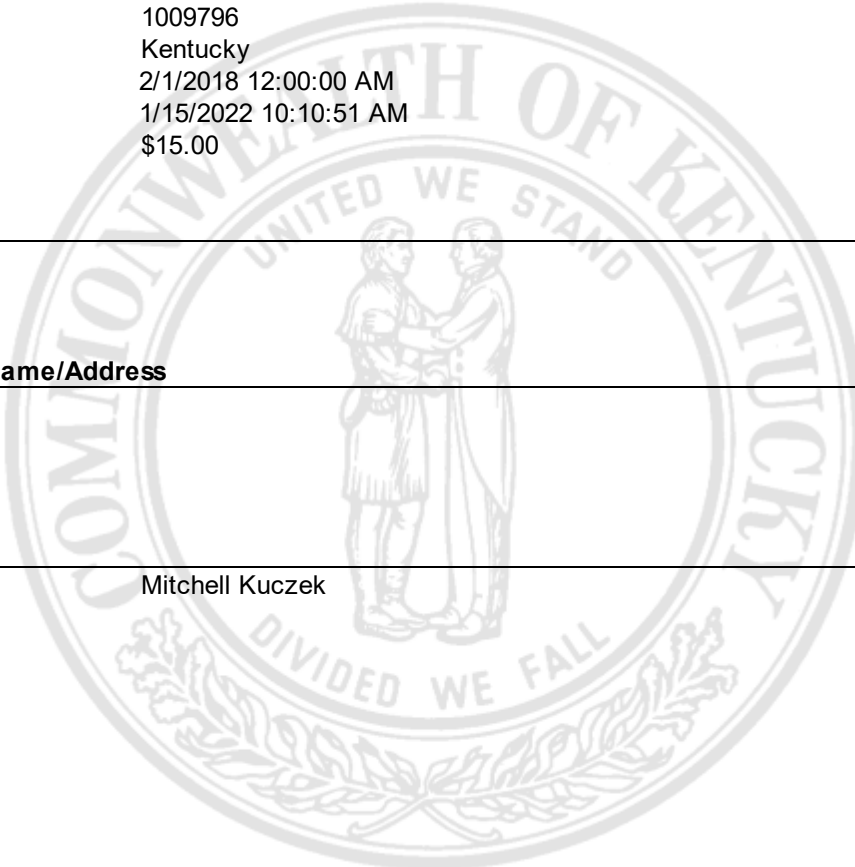 1009796
Kentucky
2/1/2018 12:00:00 AM
1/15/2022 10:10:51 AM
$15.00
COMMONWEALTH OF KENTUCKY
UNITED WE STAND
ame/Address
Mitchell Kuczek
DIVIDED WE FALL